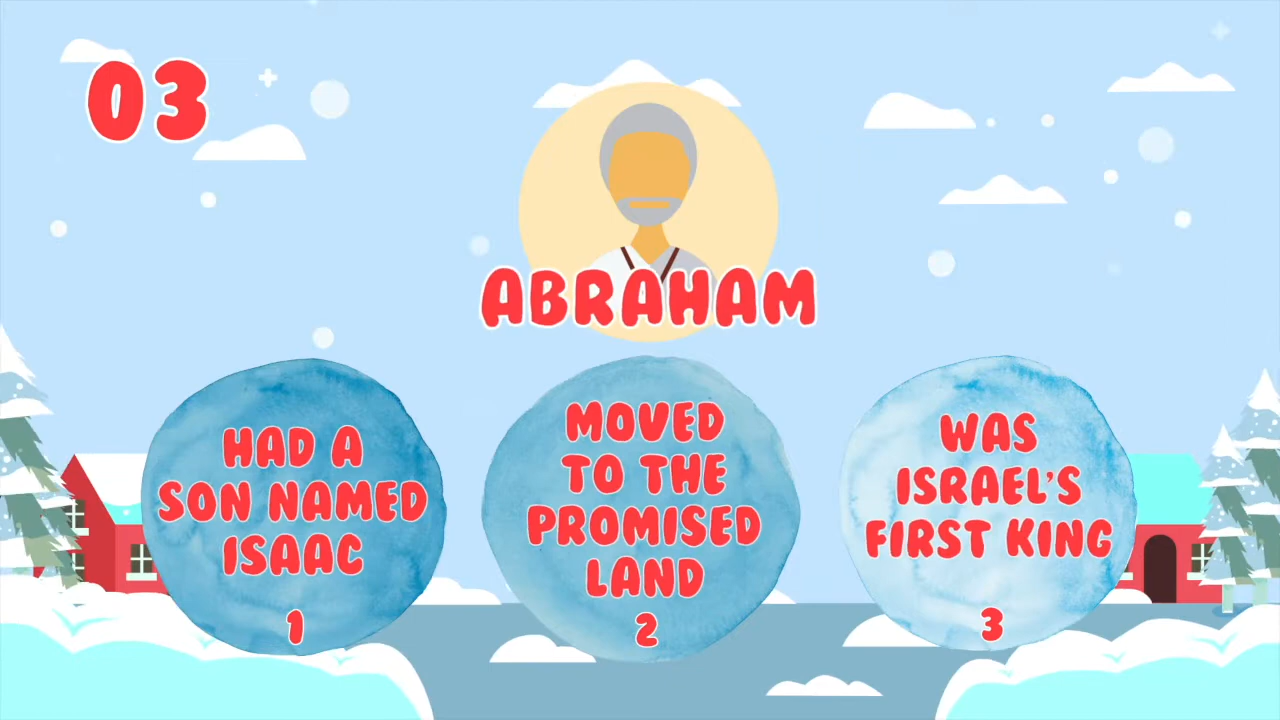 03
ABRAHAM
HAD A
SON NAMED
ISAAC
1
MOVED
TO THE
PROMISED
LAND
2
WAS
ISRAEL'S
FIRST KING
3